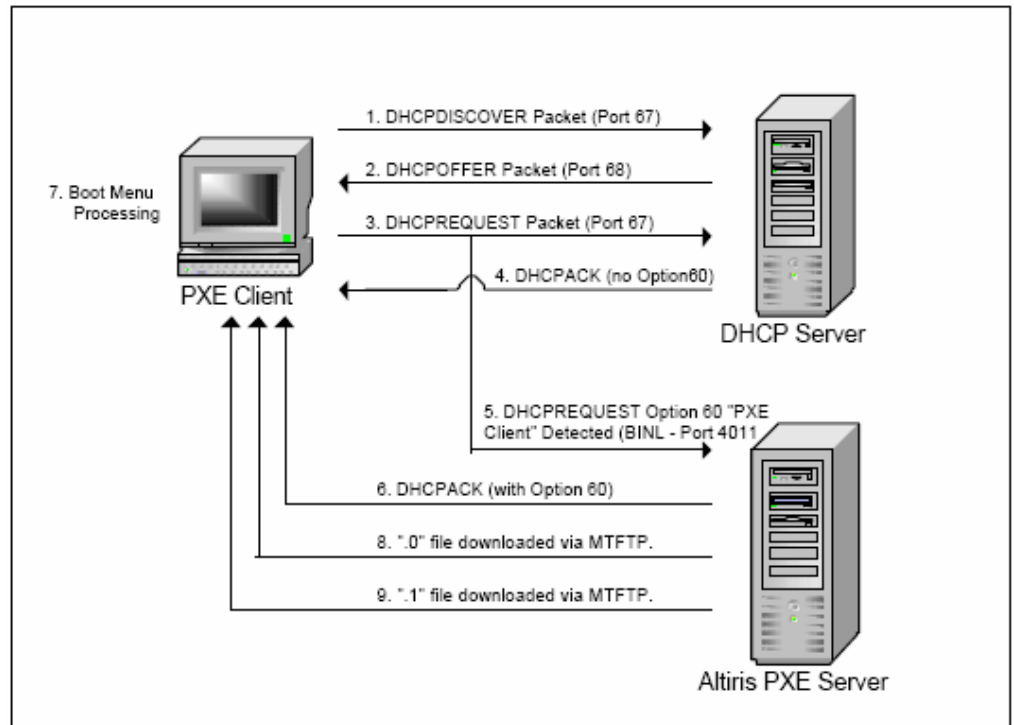 1. DHCPDISCOVER Packet (Port 67)
2. DHCPOFFER Packet (Port 68)
7. Boot Menu
Processing
3. DHCPREQUEST Packet (Port 67)
4. DHCPACK (no Option60)
PXE Client
DHCP Server
5. DHCPREQUEST Option 60 "PXE
Client" Detected (BINL - Port 4011
6. DHCPACK (with Option 60)
8. ".0" file downloaded via MTFTP.
9. ".1" file downloaded via MTFTP.
Altiris PXE Server